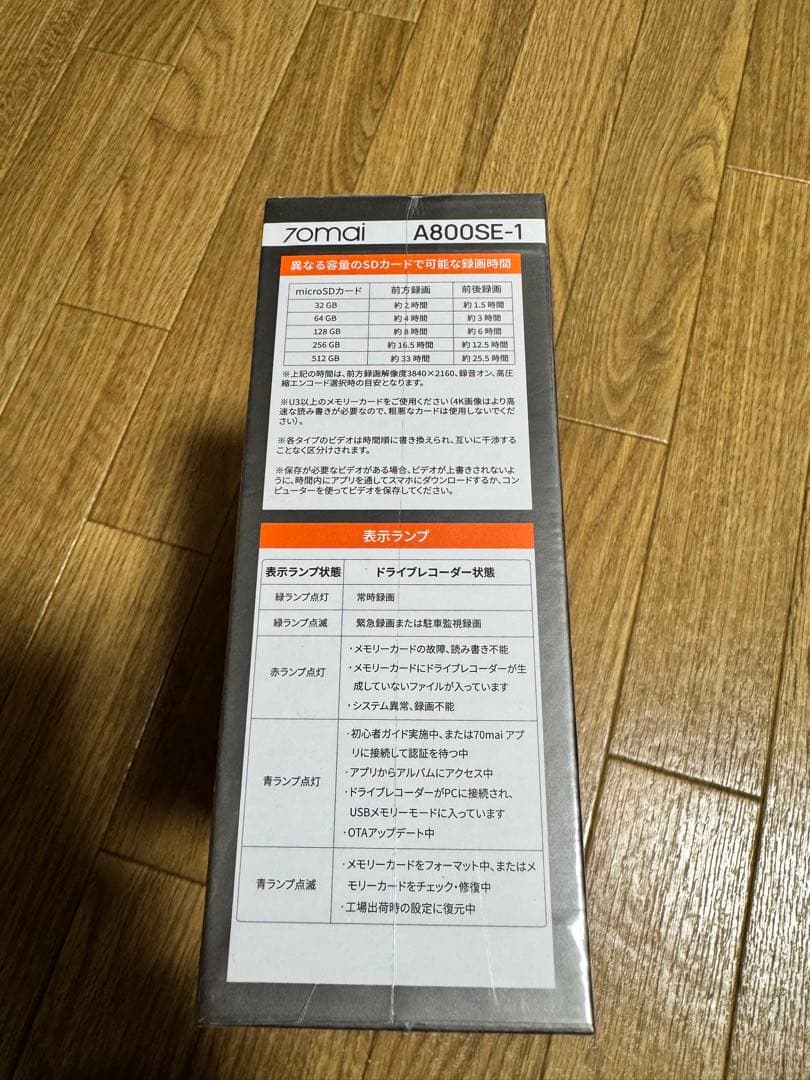 70mai A800SE-1
異なる容量のSDカードで可能な録画時間
microSDカード 前方録画 前後録画
32 GB 約 2 時間 約 1.5 時間
64 GB 約 4 時間 約 3 時間
128 GB 約 8 時間 約 6 時間
256 GB 約 16.5 時間 約 12.5 時間
512 GB 約 33 時間 約 25.5 時間
※上記の時間は、前方録画解像度3840×2160、録音オン、高圧
縮エンコード選択時の目安となります。
※U3以上のメモリーカードをご使用ください（4K画像はより高
速な読み書きが必要なので、粗悪なカードは使用しないでくだ
さい）。
※各タイプのビデオは時間順に書き換えられ、互いに干渉する
ことなく区分けされます。
※保存が必要なビデオがある場合、ビデオが上書きされないよ
うに、時間内にアプリを通してスマホにダウンロードするか、コン
ピューターを使ってビデオを保存してください。
表示ランプ
表示ランプ状態 ドライブレコーダー状態
緑ランプ点灯 常時録画
緑ランプ点滅 緊急録画または駐車監視録画
赤ランプ点灯
・メモリーカードの故障、読み書き不能
・メモリーカードにドライブレコーダーが生
成していないファイルが入っています
・システム異常、録画不能
青ランプ点灯
・初心者ガイド実施中、または70mai アプ
リに接続して認証を待つ中
・アプリからアルバムにアクセス中
・ドライブレコーダーがPCに接続され、
USBメモリーモードに入っています
・OTAアップデート中
青ランプ点滅
・メモリーカードをフォーマット中、またはメ
モリーカードをチェック・修復中
・工場出荷時の設定に復元中